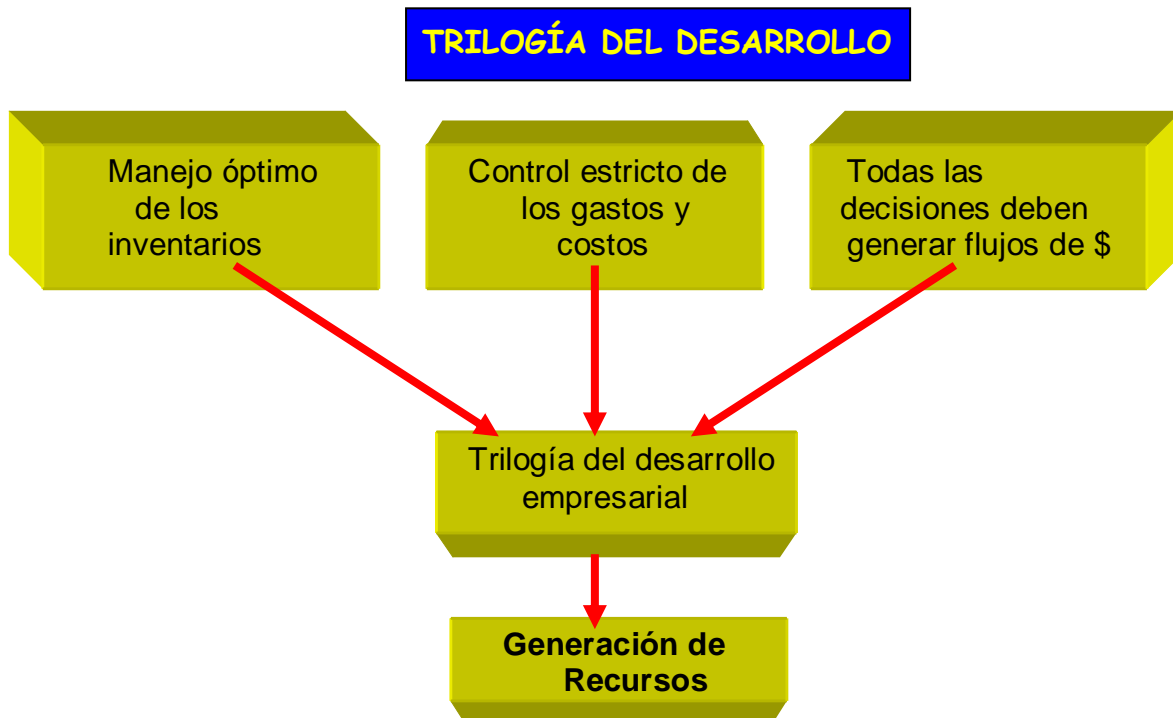 TRILOGÍA DEL DESARROLLO
Manejo óptimo
de los
inventarios
Control estricto de
los gastos y
costos
Todas las
decisiones deben
generar flujos de $
Trilogía del desarrollo
empresarial
Generación de
Recursos